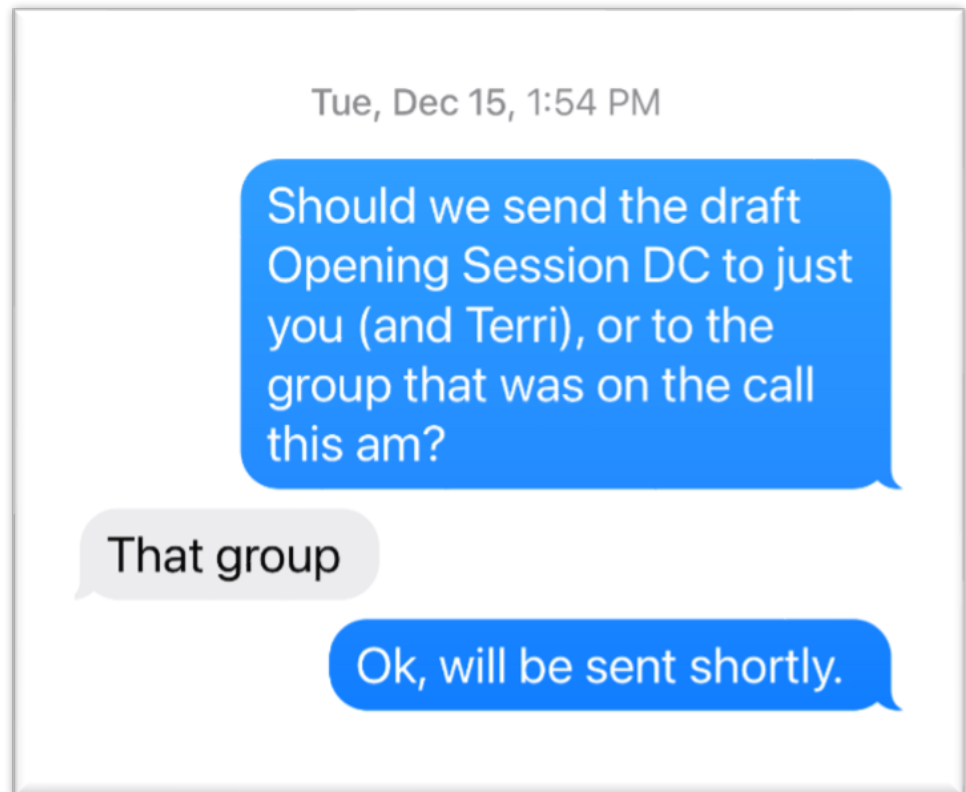 Tue, Dec 15, 1:54 PM
Should we send the draft
Opening Session DC to just
you (and Terri), or to the
group that was on the call
this am?
That group
Ok, will be sent shortly.